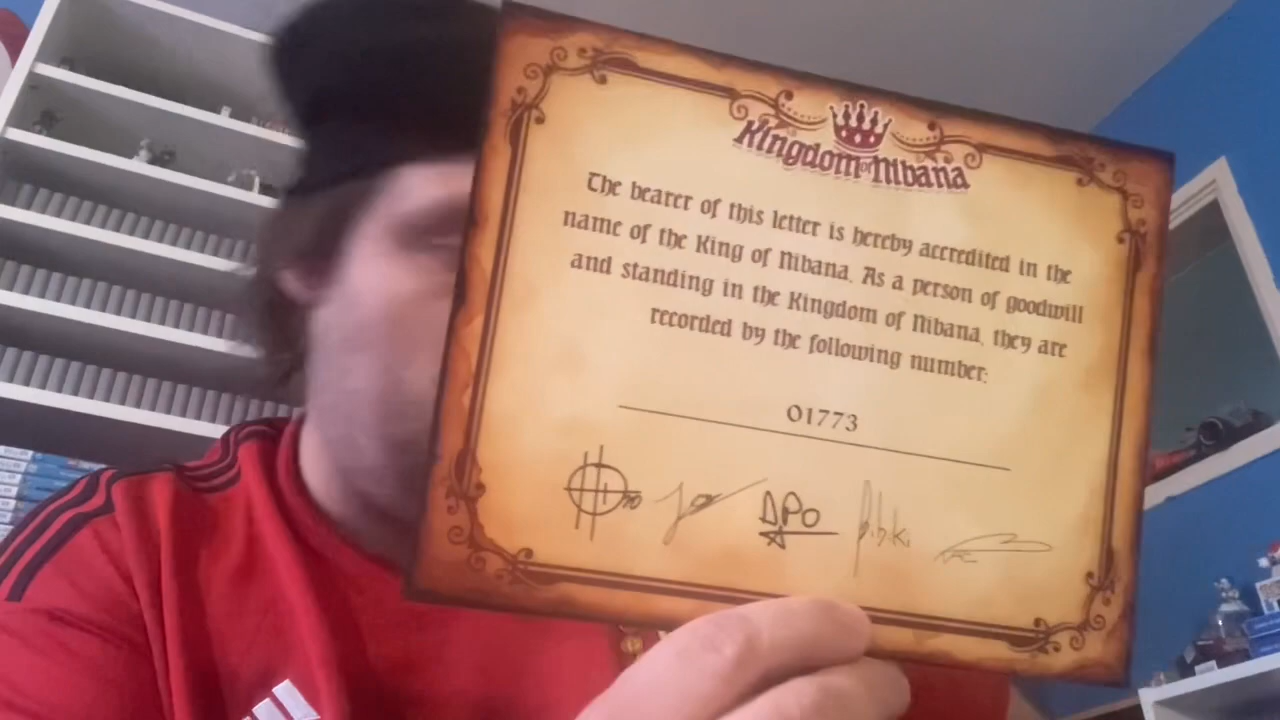 Kingdom of Nibana
The bearer of this letter is hereby accredited in the
name of the King of Nibana. As a person of goodwill
and standing in the Kingdom of Nibana, they are
recorded by the following number:
01773
DPO